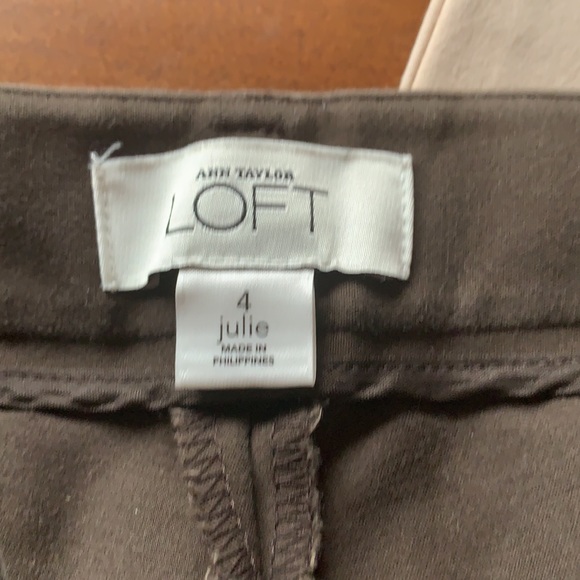 ANN TAYLOR
LOFT
4
julie
MADE IN
PHILIPPINES